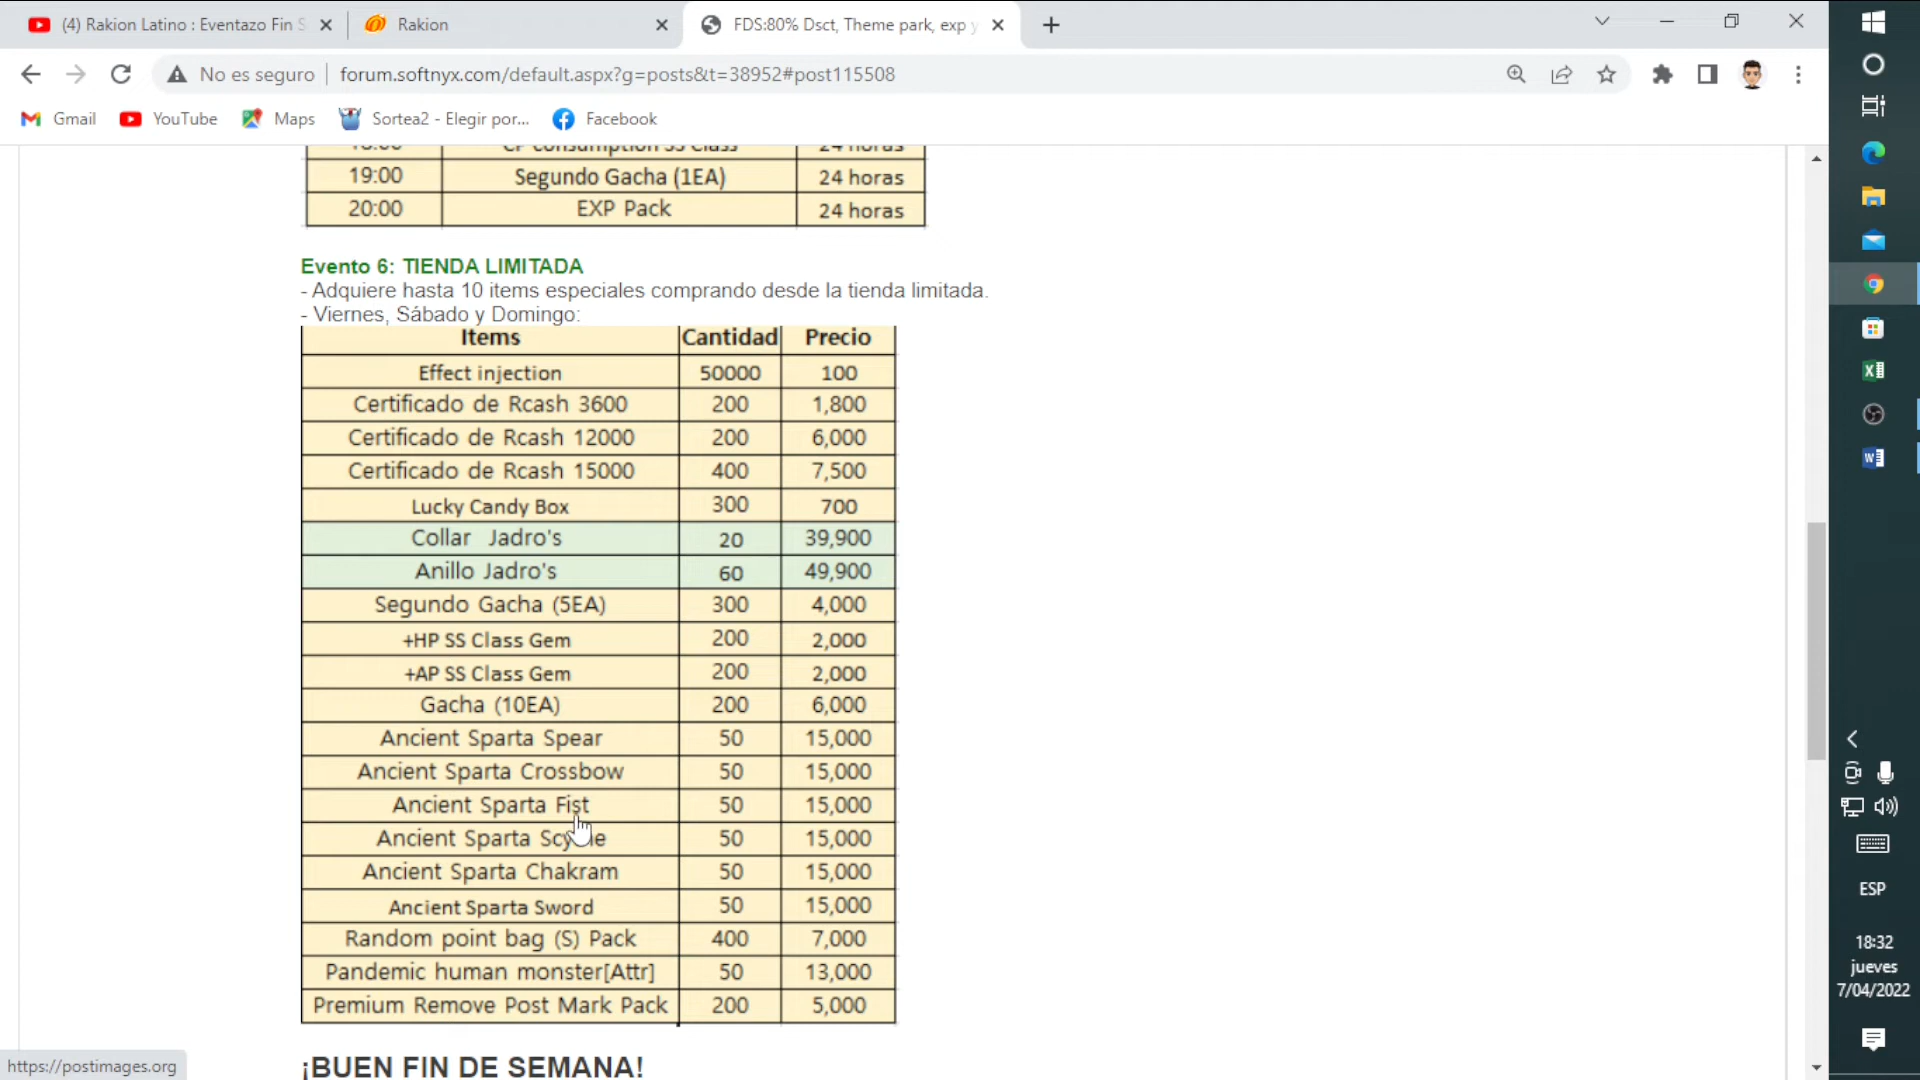 (4) Rakion Latino : Eventazo Fin S
Rakion
FDS:80% Dsct, Theme park, exp y
No es seguro
forum.softnyx.com/default.aspx?g=posts&t=38952#post115508
Gmail
YouTube
Maps
Sortea2 - Elegir por...
Facebook
CP consumption SS Class 24 horas
19:00 Segundo Gacha (1EA) 24 horas
20:00 EXP Pack 24 horas
Evento 6: TIENDA LIMITADA
- Adquiere hasta 10 items especiales comprando desde la tienda limitada.
- Viernes, Sábado y Domingo:
Items Cantidad Precio
Effect injection 50000 100
Certificado de Rcash 3600 200 1,800
Certificado de Rcash 12000 200 6,000
Certificado de Rcash 15000 400 7,500
Lucky Candy Box 300 700
Collar Jadro's 20 39,900
Anillo Jadro's 60 49,900
Segundo Gacha (5EA) 300 4,000
+HP SS Class Gem 200 2,000
+AP SS Class Gem 200 2,000
Gacha (10EA) 200 6,000
Ancient Sparta Spear 50 15,000
Ancient Sparta Crossbow 50 15,000
Ancient Sparta Fist 50 15,000
Ancient Sparta Scythe 50 15,000
Ancient Sparta Chakram 50 15,000
Ancient Sparta Sword 50 15,000
Random point bag (S) Pack 400 7,000
Pandemic human monster[Attr] 50 13,000
Premium Remove Post Mark Pack 200 5,000
¡BUEN FIN DE SEMANA!
https://postimages.org
ESP
18:32
jueves
7/04/2022